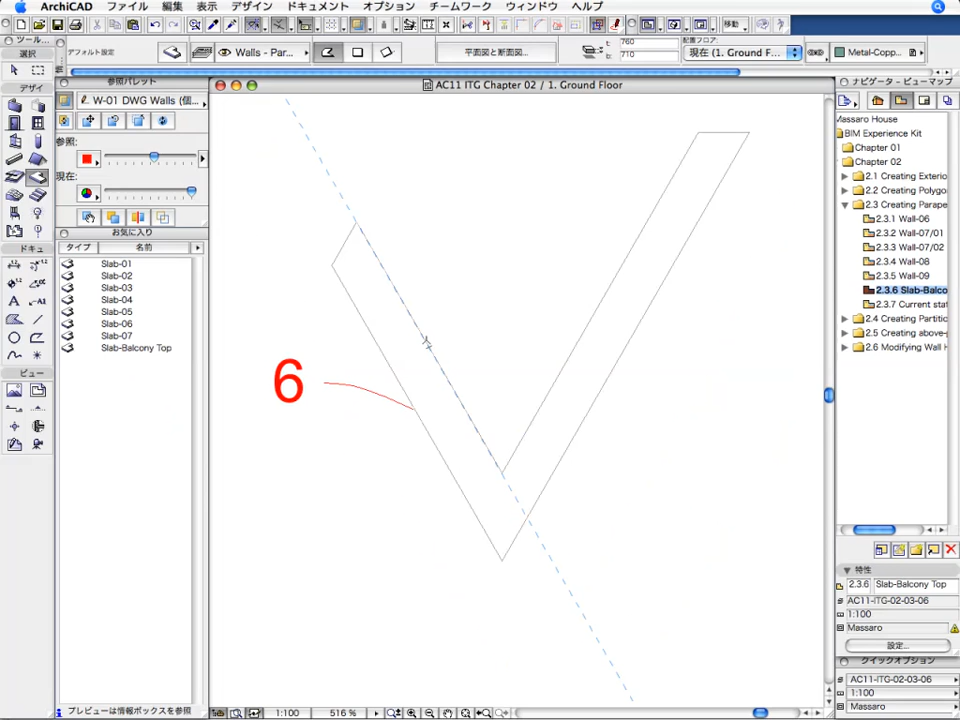 ArchiCAD ファイル 編集 表示 デザイン ドキュメント オプション チームワーク ウィンドウ ヘルプ
移動
ツール...
選択
デフォルト設定
Walls - Par...
平面図と断面図...
t: 760
b: 710
配置フロア:
現在 (1. Ground F...
Metal-Copp...
参照パレット
AC11 ITG Chapter 02 / 1. Ground Floor
ナビゲータ - ビューマップ
デザイ
W-01 DWG Walls (個...
参照:
現在:
お気に入り
タイプ 名前
Slab-01
Slab-02
Slab-03
Slab-04
Slab-05
Slab-06
Slab-07
Slab-Balcony Top
ドキュ
ビュー
6
Massaro House
BIM Experience Kit
Chapter 01
Chapter 02
2.1 Creating Exterio
2.2 Creating Polygo
2.3 Creating Parape
2.3.1 Wall-06
2.3.2 Wall-07/01
2.3.3 Wall-07/02
2.3.4 Wall-08
2.3.5 Wall-09
2.3.6 Slab-Balco
2.3.7 Current stat
2.4 Creating Partitio
2.5 Creating above-
2.6 Modifying Wall H
特性
2.3.6 Slab-Balcony Top
AC11-ITG-02-03-06
1:100
Massaro
設定...
クイックオプション
AC11-ITG-02-03-06
1:100
Massaro
プレビューは情報ボックスを参照
1:100
516 %